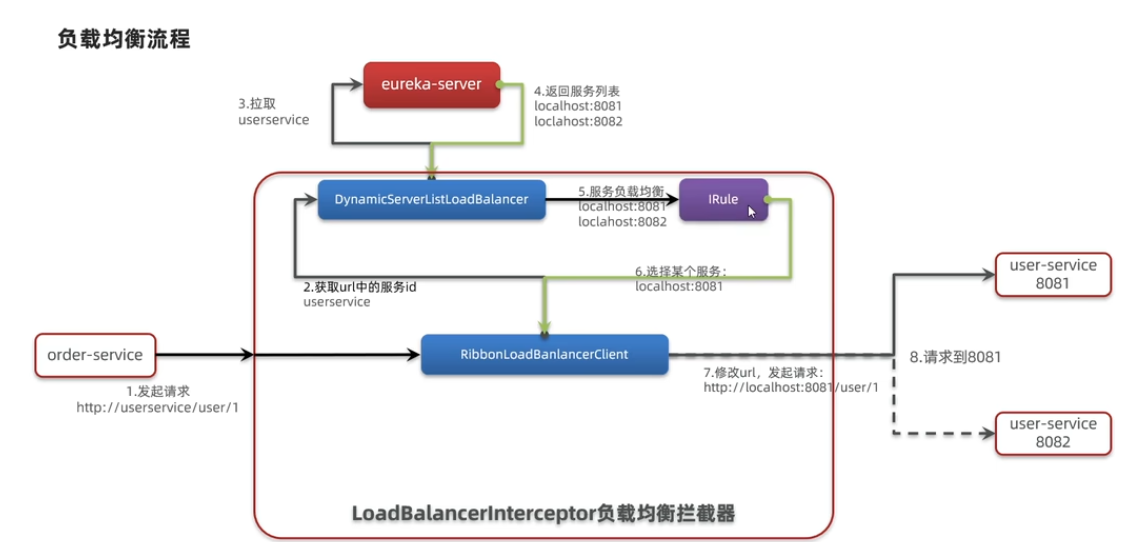 负载均衡流程
eureka-server
3.拉取
userservice
4.返回服务列表
localhost:8081
loclahost:8082
DynamicServerListLoadBalancer
5.服务负载均衡
localhost:8081
loclahost:8082
IRule
2.获取url中的服务id
userservice
6.选择某个服务：
localhost:8081
user-service
8081
order-service
RibbonLoadBanlancerClient
1.发起请求
http://userservice/user/1
7.修改url，发起请求：
http://localhost:8081/user/1
8.请求到8081
user-service
8082
LoadBalancerInterceptor负载均衡拦截器